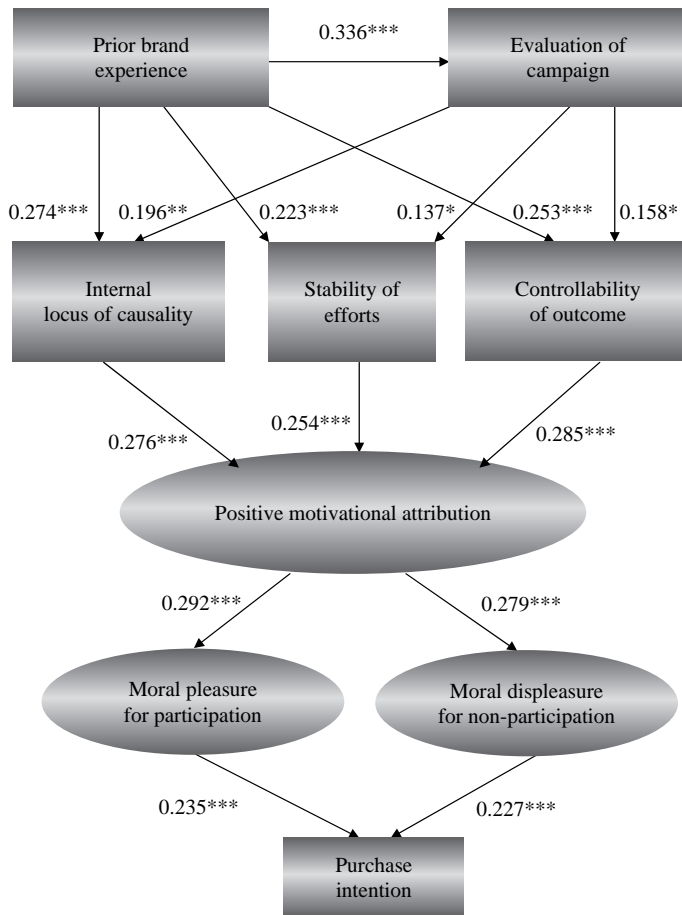 Prior brand
experience
0.336***
Evaluation of
campaign
0.274***
0.196**
0.223***
0.137*
0.253***
0.158*
Internal
locus of causality
Stability of
efforts
Controllability
of outcome
0.276***
0.254***
0.285***
Positive motivational attribution
0.292***
0.279***
Moral pleasure
for participation
Moral displeasure
for non-participation
0.235***
0.227***
Purchase
intention